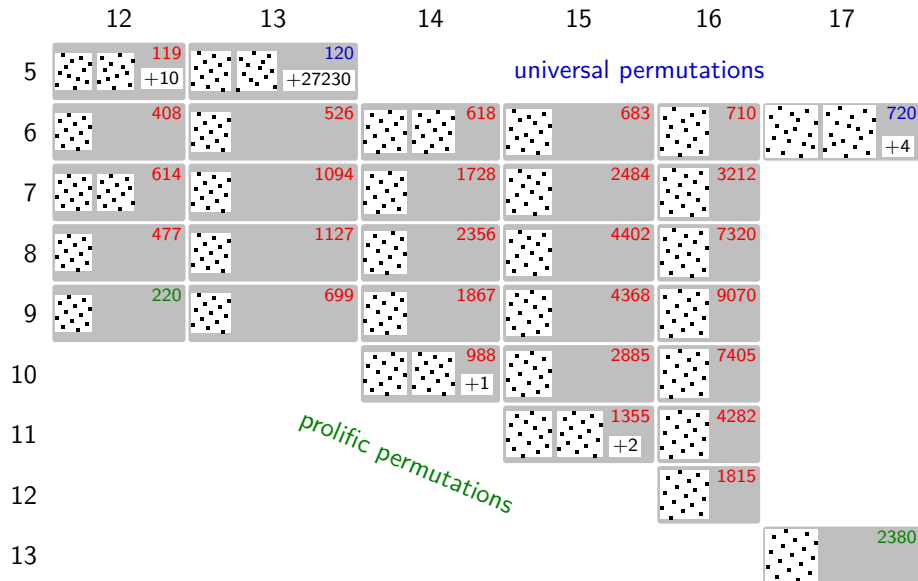 12 13 14 15 16 17
5 119 +10 120 +27230 universal permutations
6 408 526 618 683 710 720 +4
7 614 1094 1728 2484 3212
8 477 1127 2356 4402 7320
9 220 699 1867 4368 9070
10 988 +1 2885 7405
11 prolific permutations 1355 +2 4282
12 1815
13 2380